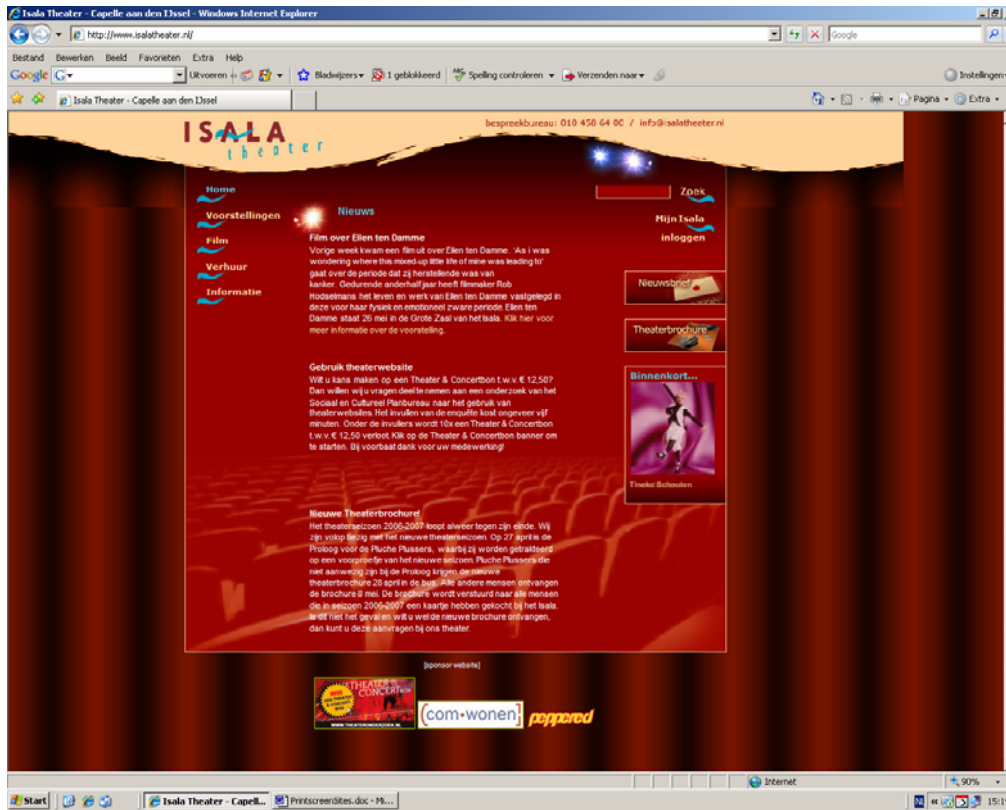 Isala Theater - Capelle aan den IJssel - Windows Internet Explorer
http://www.isalatheater.nl/
Google
Bestand Bewerken Beeld Favorieten Extra Help
Google G Uitvoeren Bladwijzers 1 geblokkeerd Spelling controleren Verzenden naar Instellingen
Isala Theater - Capelle aan den IJssel
Pagina Extra
ISALA
theater
bespreekbureau: 010 458 64 00 / info@isalatheater.nl
Home
Voorstellingen
Film
Verhuur
Informatie
Nieuws
Film over Ellen ten Damme
Vorige week kwam een film uit over Ellen ten Damme. 'As i was
wondering where this mixed-up little life of mine was leading to'
gaat over de periode dat zij herstellende was van
kanker. Gedurende anderhalf jaar heeft filmmaker Rob
Hodselmans het leven en werk van Ellen ten Damme vastgelegd in
deze voor haar fysiek en emotioneel zware periode. Ellen ten
Damme staat 26 mei in de Grote Zaal van het Isala. Klik hier voor
meer informatie over de voorstelling.
Gebruik theaterwebsite
Wilt u kans maken op een Theater & Concertbon t.w.v. € 12,50?
Dan willen wij u vragen deel te nemen aan een onderzoek van het
Sociaal en Cultureel Planbureau naar het gebruik van
theaterwebsites. Het invullen van de enquête kost ongeveer vijf
minuten. Onder de invullers wordt 10x een Theater & Concertbon
t.w.v. € 12,50 verloot. Klik op de Theater & Concertbon banner om
te starten. Bij voorbaat dank voor uw medewerking!
Nieuwe Theaterbrochure!
Het theaterseizoen 2006-2007 loopt alweer tegen zijn einde. Wij
zijn volop bezig met het nieuwe theaterseizoen. Op 27 april is de
Proloog voor de Pluche Plussers, waarbij zij worden getrakteerd
op een voorproefje van het nieuwe seizoen. Pluche Plussers die
niet aanwezig zijn bij de Proloog krijgen de nieuwe
theaterbrochure 28 april in de bus. Alle andere mensen ontvangen
de brochure 8 mei. De brochure wordt verstuurd naar alle mensen
die in seizoen 2006-2007 een kaartje hebben gekocht bij het Isala.
Is dit niet het geval en wilt u wel de nieuwe brochure ontvangen,
dan kunt u deze aanvragen bij ons theater.
Zoek
Mijn Isala
inloggen
Nieuwsbrief
Theaterbrochure
Binnenkort...
Tineke Schouten
[sponsor website]
WIN
THEATER
CONCERTBON
WWW.THEATERONDERZOEK.NL
(com•wonen]
peppered
Internet
90%
Start
Isala Theater - Capell...
PrintscreenSites.doc - Mi...
NL
15:1